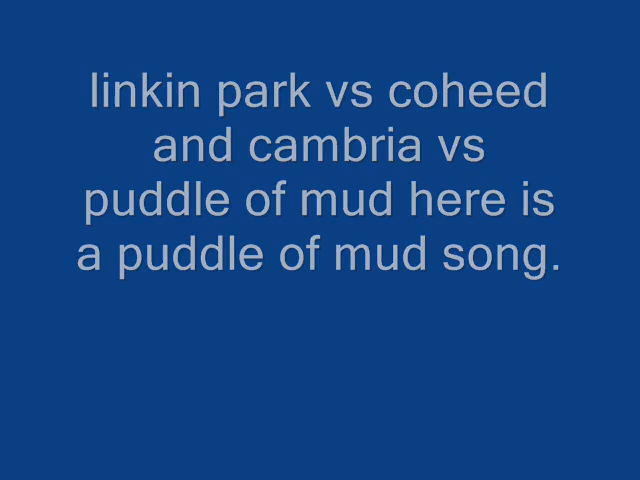 linkin park vs coheed
and cambria vs
puddle of mud here is
a puddle of mud song.